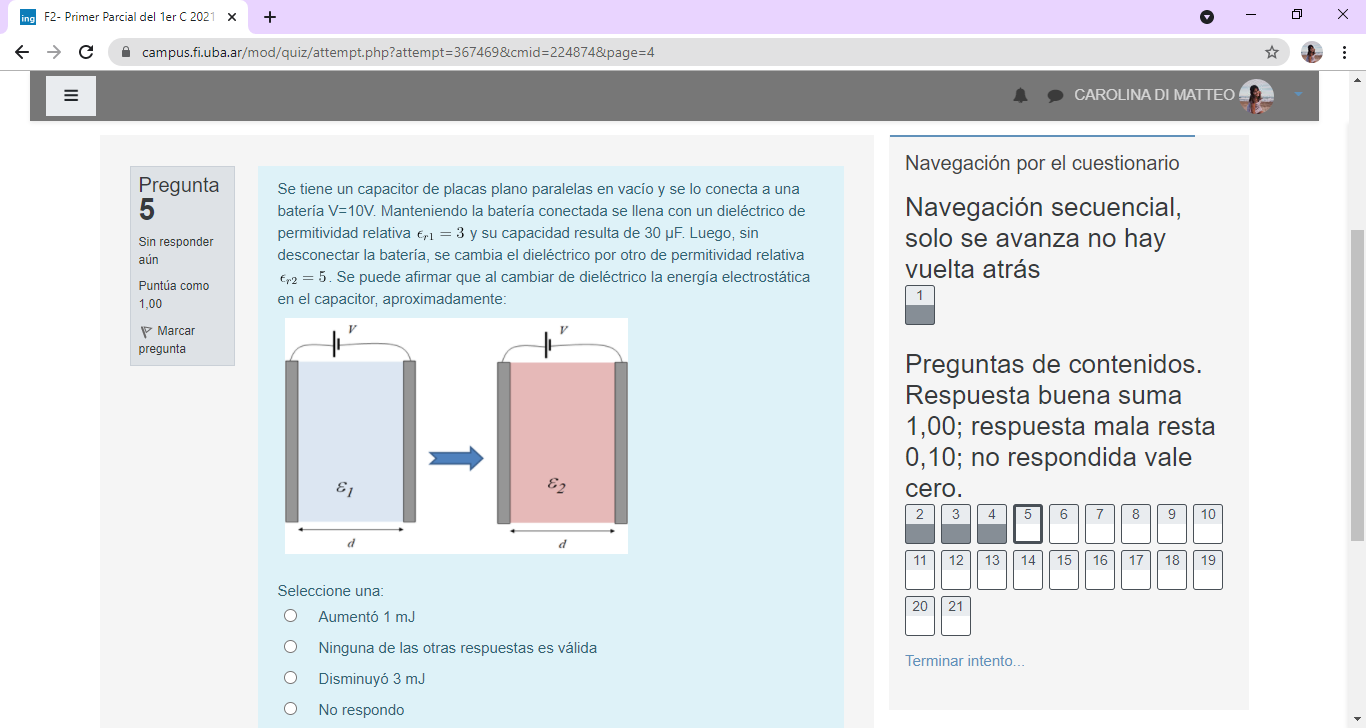 ing F2- Primer Parcial del 1er C 2021
campus.fi.uba.ar/mod/quiz/attempt.php?attempt=367469&cmid=224874&page=4
CAROLINA DI MATTEO
Pregunta
5
Sin responder
aún
Puntúa como
1,00
Marcar
pregunta
Se tiene un capacitor de placas plano paralelas en vacío y se lo conecta a una
batería V=10V. Manteniendo la batería conectada se llena con un dieléctrico de
permitividad relativa ϵr1 = 3 y su capacidad resulta de 30 µF. Luego, sin
desconectar la batería, se cambia el dieléctrico por otro de permitividad relativa
ϵr2 = 5. Se puede afirmar que al cambiar de dieléctrico la energía electrostática
en el capacitor, aproximadamente:
V
V
ε1
ε2
d
d
Seleccione una:
Aumentó 1 mJ
Ninguna de las otras respuestas es válida
Disminuyó 3 mJ
No respondo
Navegación por el cuestionario
Navegación secuencial,
solo se avanza no hay
vuelta atrás
1
Preguntas de contenidos.
Respuesta buena suma
1,00; respuesta mala resta
0,10; no respondida vale
cero.
2 3 4 5 6 7 8 9 10
11 12 13 14 15 16 17 18 19
20 21
Terminar intento...